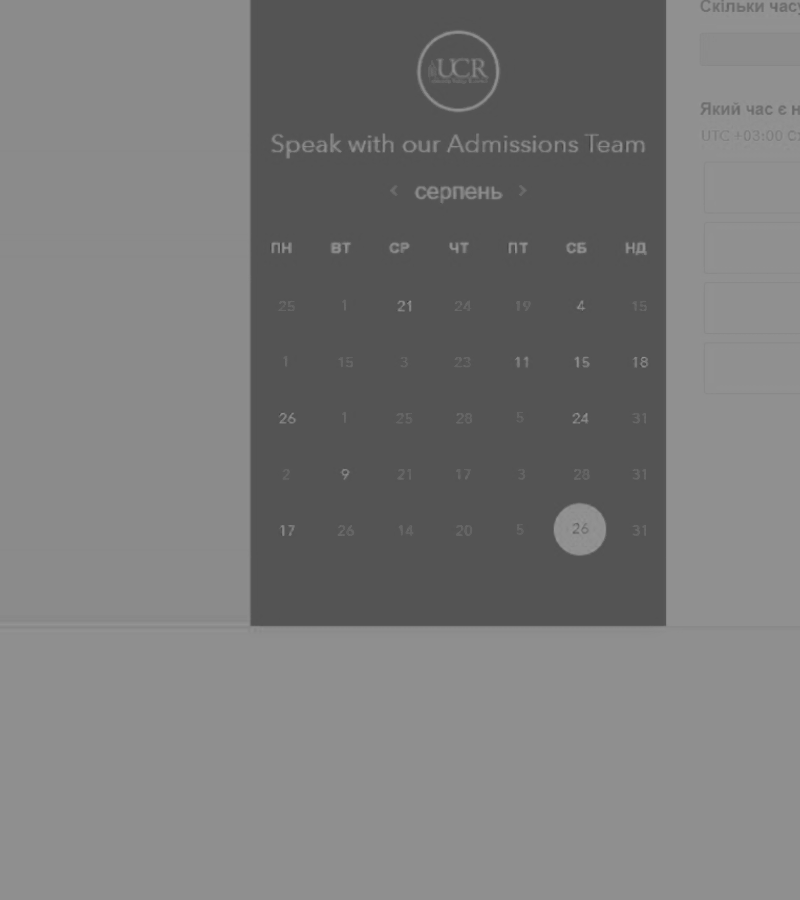 Скільки часу
UCR
Який час є н
Speak with our Admissions Team
UTC +03:00 С
< серпень >
ПН ВТ СР ЧТ ПТ СБ НД
25 1 21 24 19 4 15
1 15 3 23 11 15 18
26 1 25 28 5 24 31
2 9 21 17 3 28 31
17 26 14 20 5 26 31